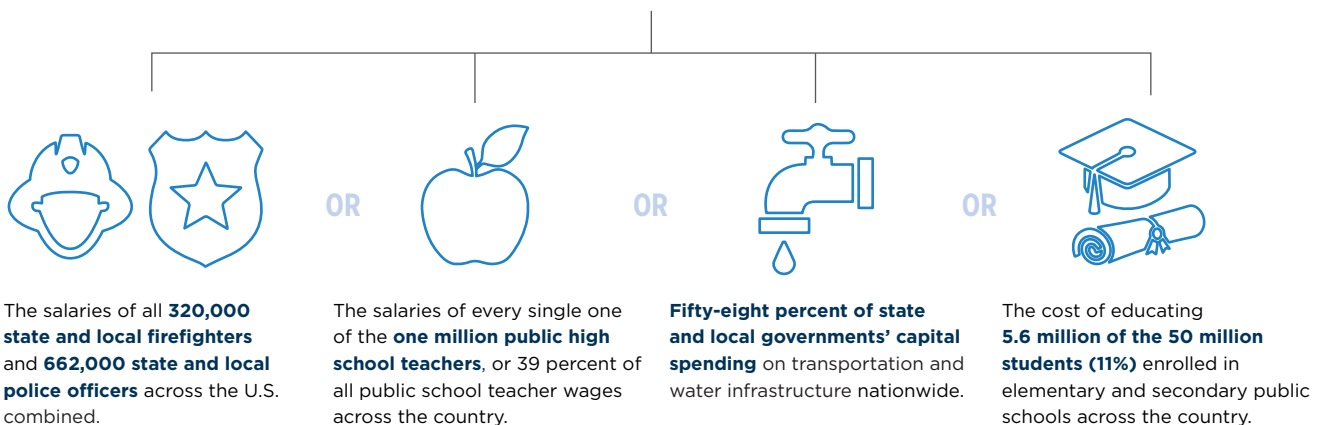 OR
OR
OR
The salaries of all 320,000
state and local firefighters
and 662,000 state and local
police officers across the U.S.
combined.
The salaries of every single one
of the one million public high
school teachers, or 39 percent of
all public school teacher wages
across the country.
Fifty-eight percent of state
and local governments’ capital
spending on transportation and
water infrastructure nationwide.
The cost of educating
5.6 million of the 50 million
students (11%) enrolled in
elementary and secondary public
schools across the country.